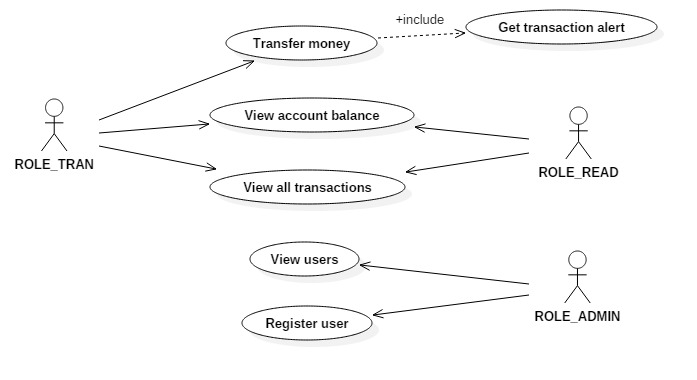 +include
Get transaction alert
Transfer money
View account balance
ROLE_TRAN
ROLE_READ
View all transactions
View users
ROLE_ADMIN
Register user